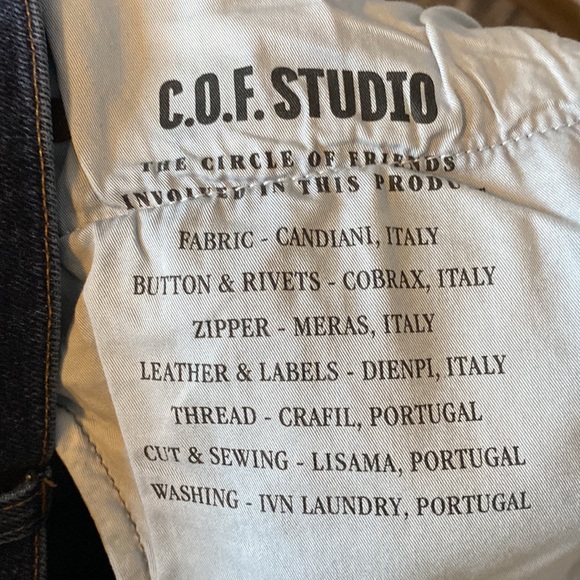 C.O.F. STUDIO
THE CIRCLE OF FRIENDS
INVOLVED IN THIS
FABRIC - CANDIANI, ITALY
BUTTON & RIVETS - COBRAX, ITALY
ZIPPER - MERAS, ITALY
LEATHER & LABELS - DIENPI, ITALY
THREAD - CRAFIL, PORTUGAL
CUT & SEWING - LISAMA, PORTUGAL
WASHING - IVN LAUNDRY, PORTUGAL